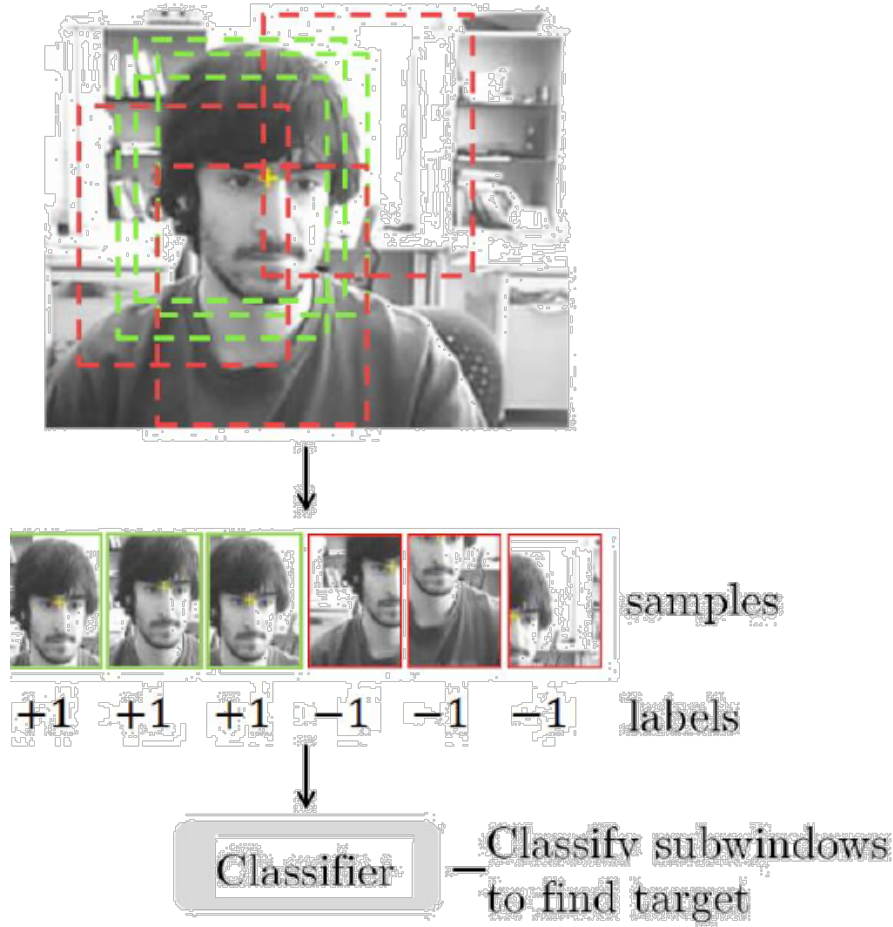 samples
+1 +1 +1 −1 −1 −1 labels
Classifier
Classify subwindows
to find target